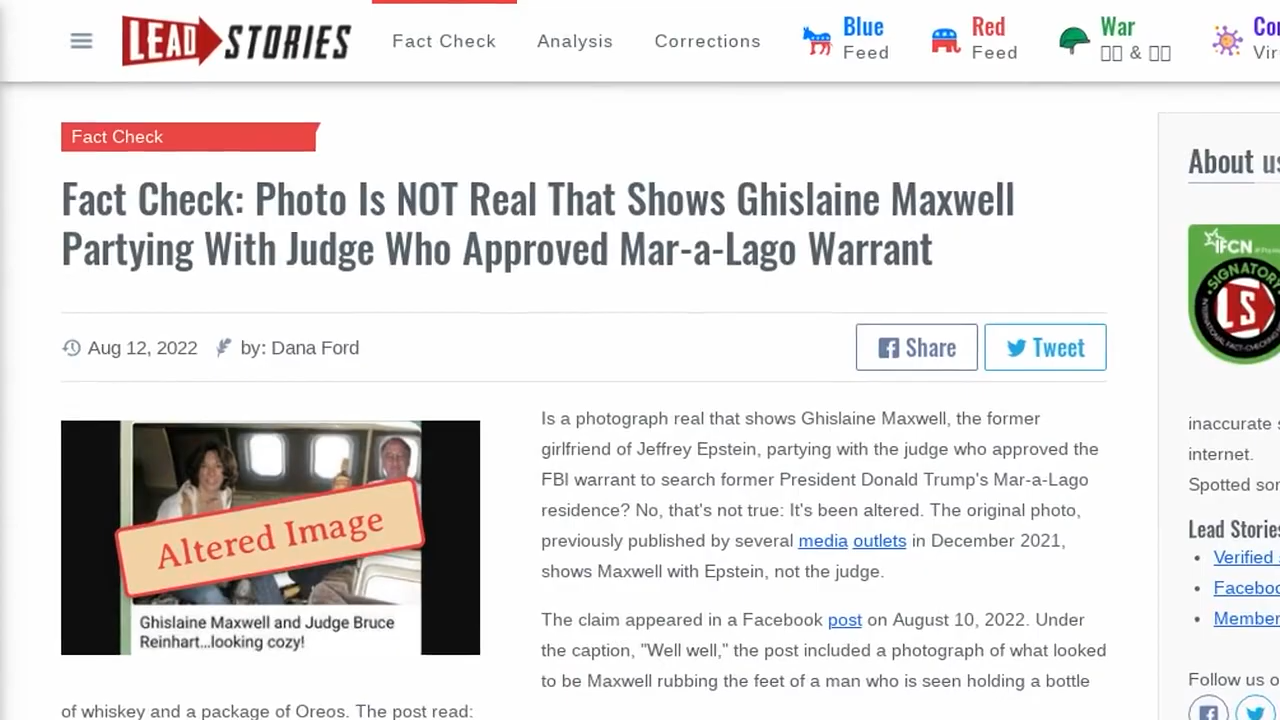 LEAD STORIES
Fact Check
Analysis
Corrections
Blue
Feed
Red
Feed
War
&
Fact Check
Fact Check: Photo Is NOT Real That Shows Ghislaine Maxwell
Partying With Judge Who Approved Mar-a-Lago Warrant
Aug 12, 2022
by: Dana Ford
Share
Tweet
Altered Image
Ghislaine Maxwell and Judge Bruce
Reinhart...looking cozy!
Is a photograph real that shows Ghislaine Maxwell, the former
girlfriend of Jeffrey Epstein, partying with the judge who approved the
FBI warrant to search former President Donald Trump's Mar-a-Lago
residence? No, that's not true: It's been altered. The original photo,
previously published by several media outlets in December 2021,
shows Maxwell with Epstein, not the judge.
The claim appeared in a Facebook post on August 10, 2022. Under
the caption, "Well well," the post included a photograph of what looked
to be Maxwell rubbing the feet of a man who is seen holding a bottle
of whiskey and a package of Oreos. The post read:
About us
IFCN
SIGNATORY
LS
inaccurate
internet.
Spotted
Lead Stories
Verified
Member
Follow us